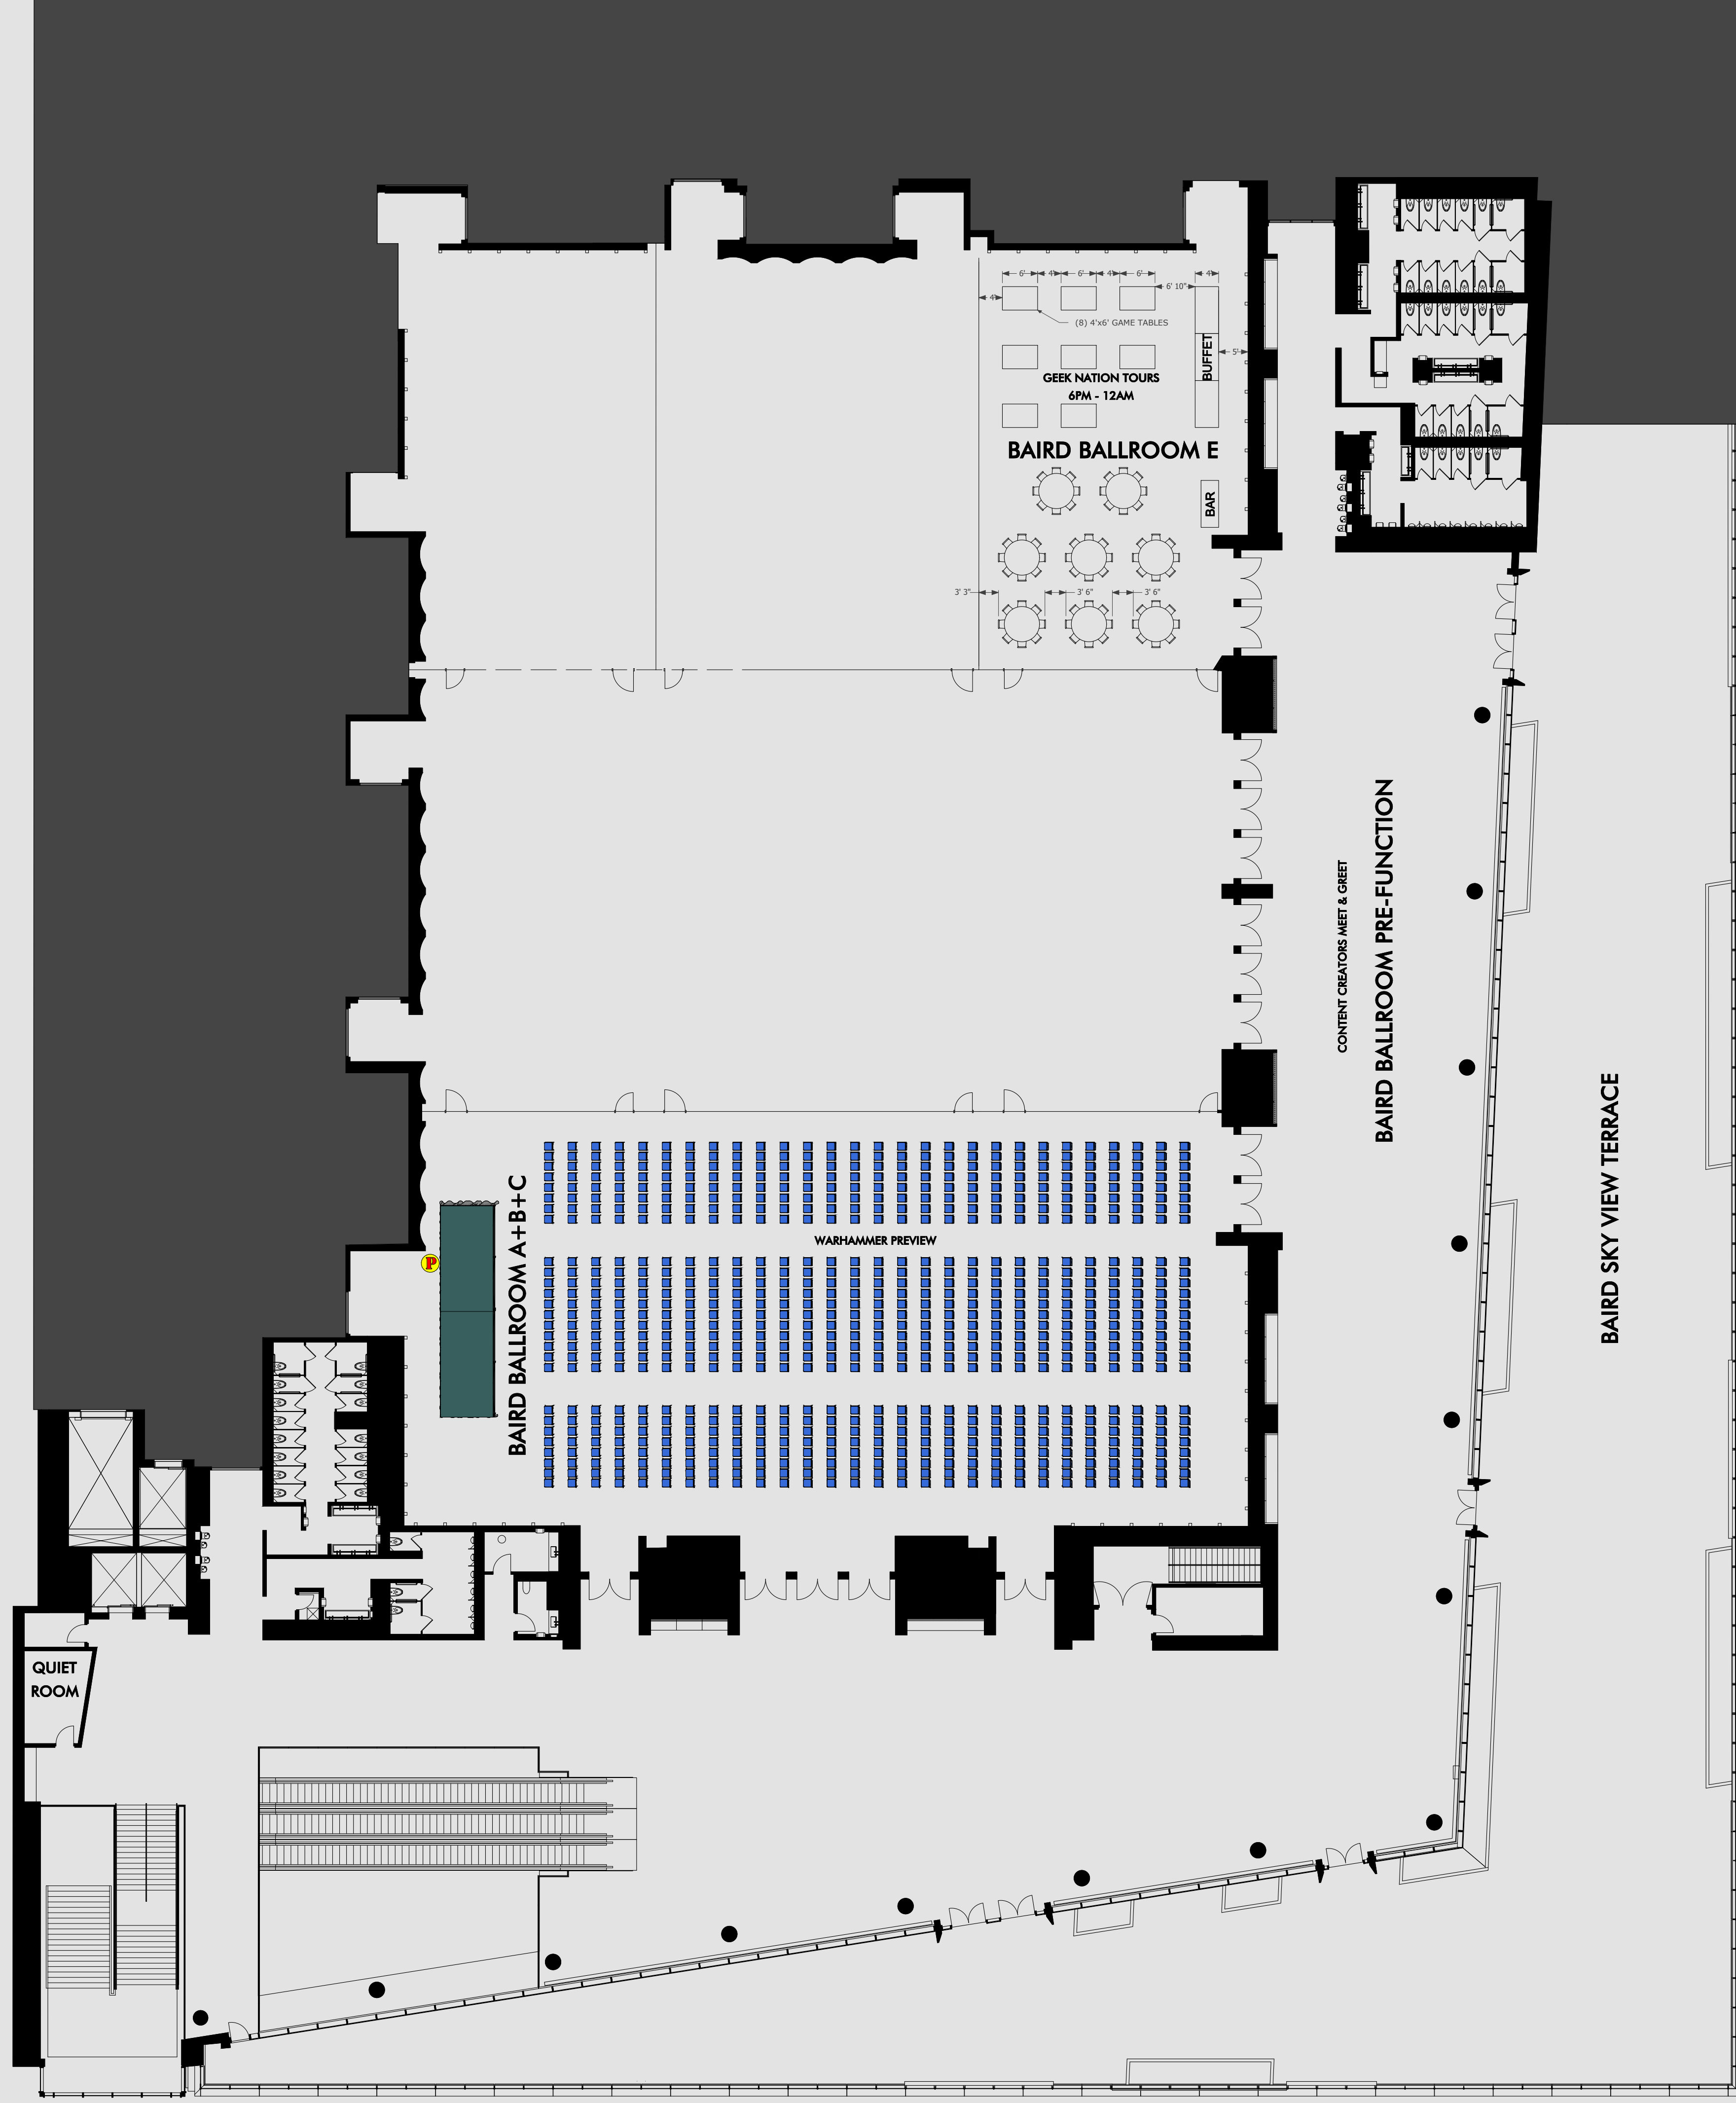 6'
4'
6'
4'
6'
4'
6' 10"
4'
(8) 4'x6' GAME TABLES
BUFFET
5'
GEEK NATION TOURS
6PM - 12AM
BAIRD BALLROOM E
BAR
3' 3"
3' 6"
3' 6"
CONTENT CREATORS MEET & GREET
BAIRD BALLROOM PRE-FUNCTION
BAIRD SKY VIEW TERRACE
BAIRD BALLROOM A+B+C
WARHAMMER PREVIEW
P
QUIET
ROOM